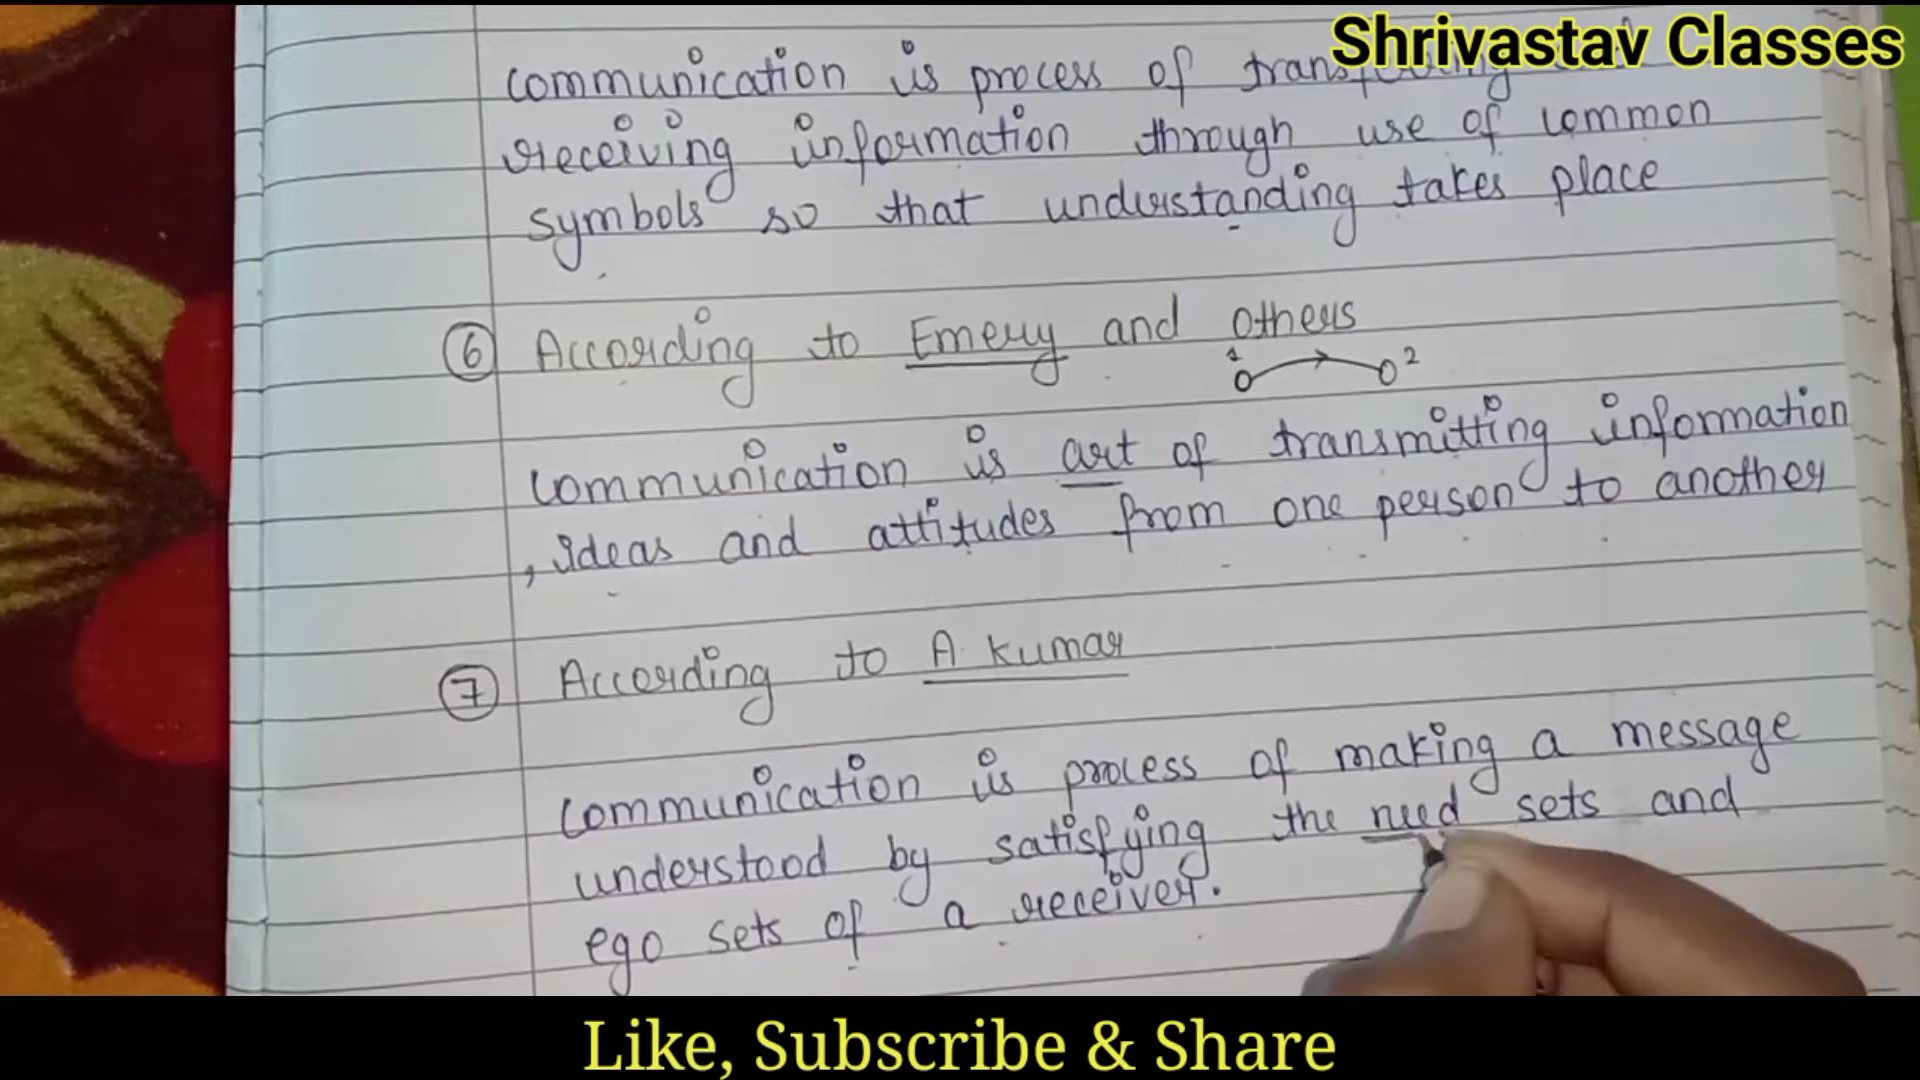 Shrivastav Classes
Communication is process of
receiving information through use of common
symbols so that understanding takes place
6 According to Emery and others
1 2
Communication is art of transmitting information
, ideas and attitudes from one person to another
7 According to A. Kumar
Communication is process of making a message
understood by satisfying the need sets and
ego sets of a receiver.
Like, Subscribe & Share